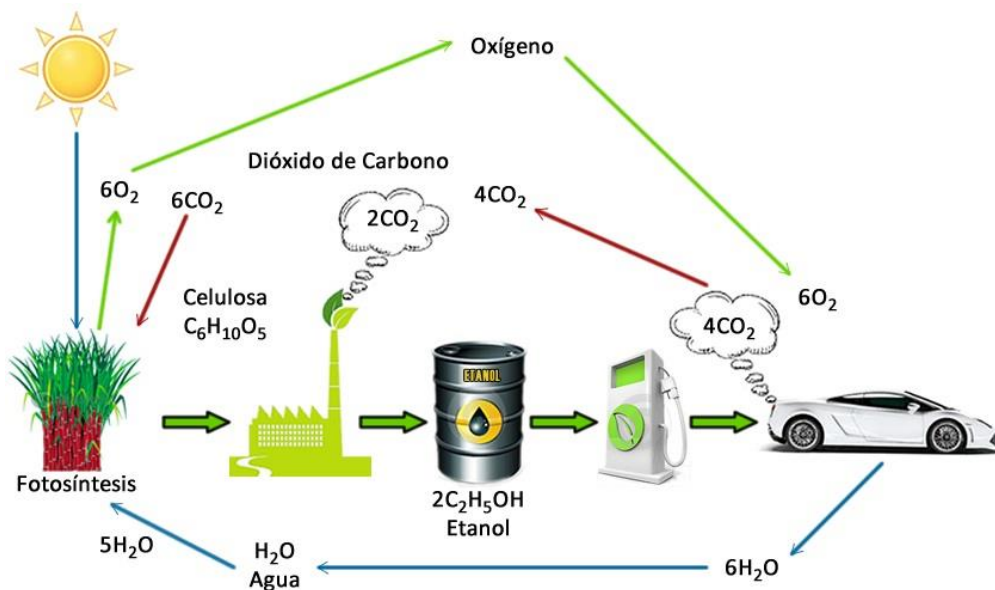 Oxígeno
Dióxido de Carbono
6O₂
6CO₂
2CO₂
4CO₂
6O₂
Celulosa
C₆H₁₀O₅
4CO₂
ETANOL
Fotosíntesis
2C₂H₅OH
Etanol
5H₂O
H₂O
Agua
6H₂O